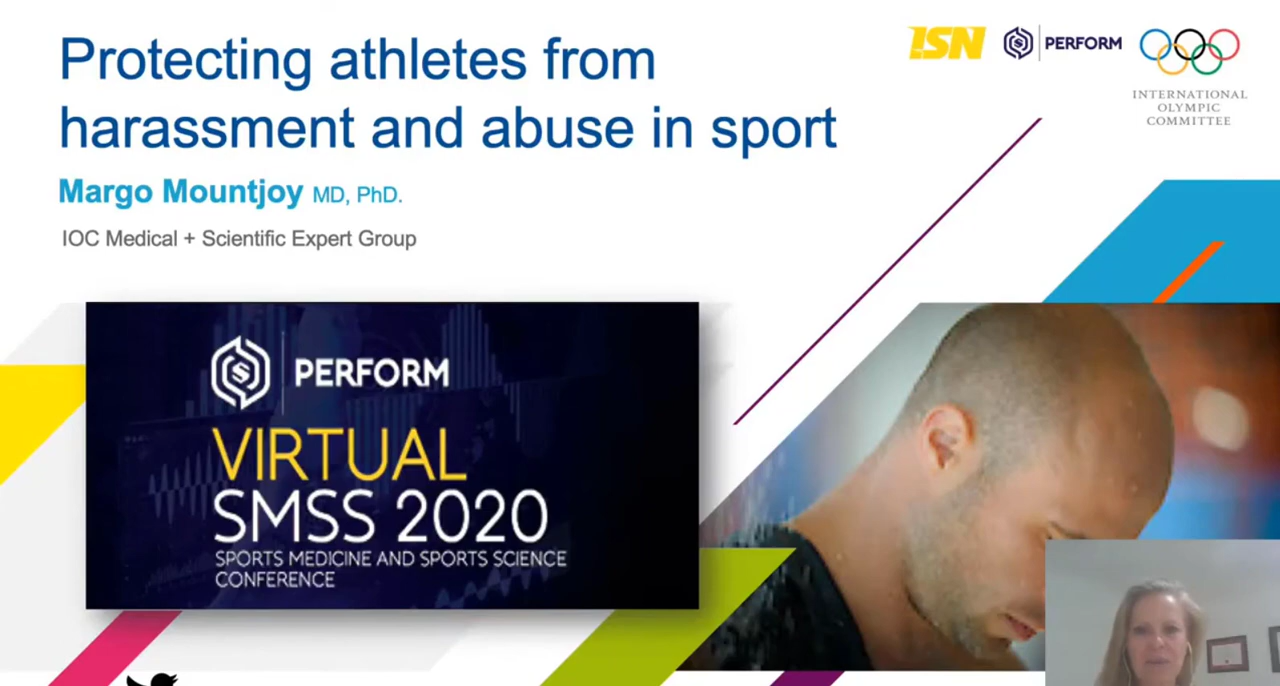 Protecting athletes from
harassment and abuse in sport
Margo Mountjoy MD, PhD.
IOC Medical + Scientific Expert Group
ISN
PERFORM
INTERNATIONAL
OLYMPIC
COMMITTEE
PERFORM
VIRTUAL
SMSS 2020
SPORTS MEDICINE AND SPORTS SCIENCE
CONFERENCE